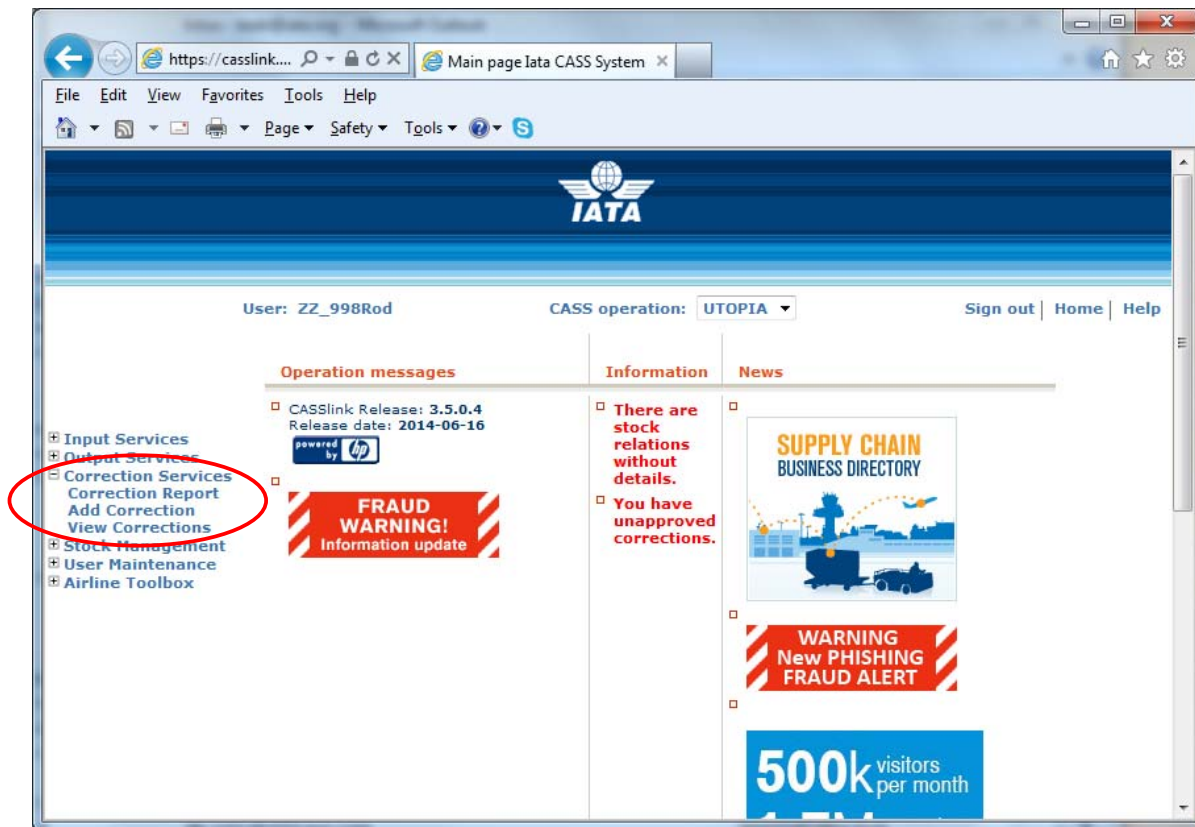 https://casslink....
Main page Iata CASS System
File Edit View Favorites Tools Help
Page Safety Tools
IATA
User: ZZ_998Rod
CASS operation: UTOPIA
Sign out | Home | Help
Operation messages
Information
News
CASSlink Release: 3.5.0.4
Release date: 2014-06-16
powered
by hp
FRAUD
WARNING!
Information update
There are
stock
relations
without
details.
You have
unapproved
corrections.
SUPPLY CHAIN
BUSINESS DIRECTORY
WARNING
New PHISHING
FRAUD ALERT
500k visitors
per month
Input Services
Output Services
Correction Services
Correction Report
Add Correction
View Corrections
Stock Management
User Maintenance
Airline Toolbox